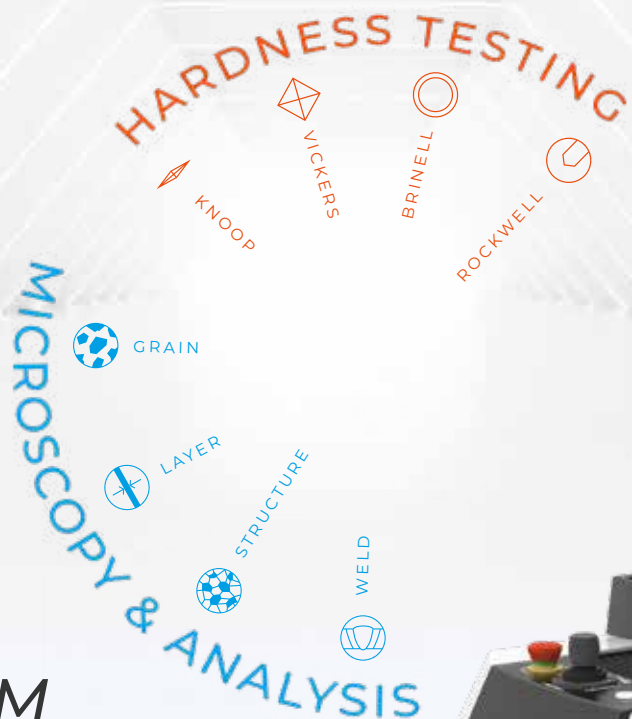 HARDNESS TESTING
KNOOP
VICKERS
BRINELL
ROCKWELL
MICROSCOPY & ANALYSIS
GRAIN
LAYER
STRUCTURE
WELD
M